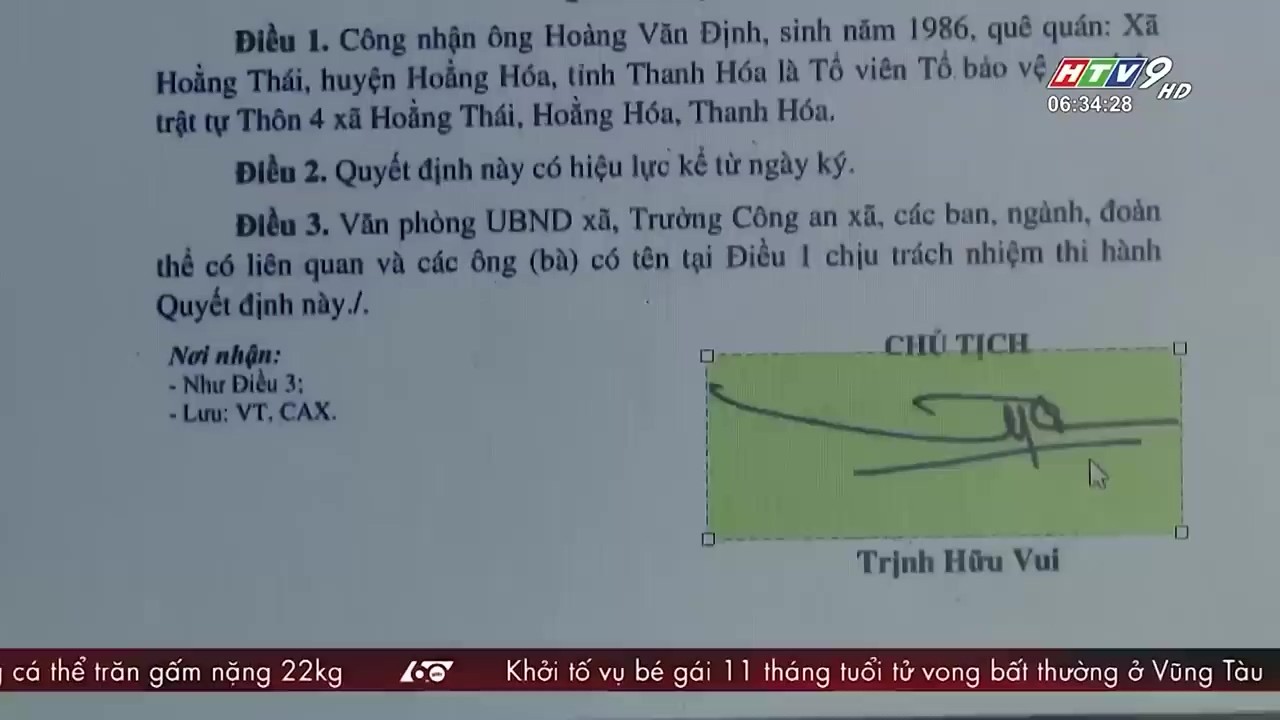 Điều 1. Công nhận ông Hoàng Văn Định, sinh năm 1986, quê quán: Xã
Hoằng Thái, huyện Hoằng Hóa, tỉnh Thanh Hóa là Tổ viên Tổ bảo vệ
trật tự Thôn 4 xã Hoằng Thái, Hoằng Hóa, Thanh Hóa.
HTV9 HD
06:34:28
Điều 2. Quyết định này có hiệu lực kể từ ngày ký.
Điều 3. Văn phòng UBND xã, Trưởng Công an xã, các ban, ngành, đoàn
thể có liên quan và các ông (bà) có tên tại Điều 1 chịu trách nhiệm thi hành
Quyết định này./.
Nơi nhận:
- Như Điều 3;
- Lưu: VT, CAX.
CHỦ TỊCH
Trịnh Hữu Vui
cá thể trăn gấm nặng 22kg
Khởi tố vụ bé gái 11 tháng tuổi tử vong bất thường ở Vũng Tàu